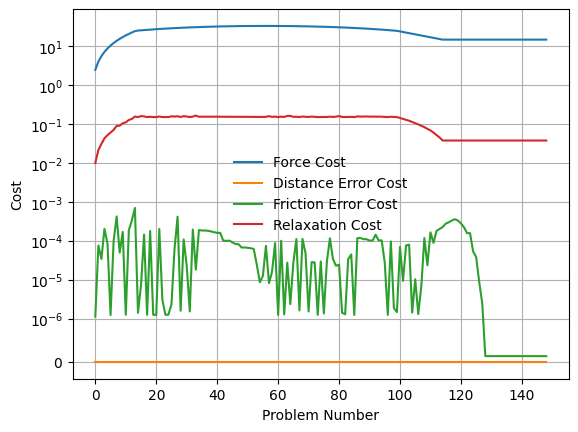 10¹
10⁰
10⁻¹
10⁻²
10⁻³
10⁻⁴
10⁻⁵
10⁻⁶
0
Cost
Force Cost
Distance Error Cost
Friction Error Cost
Relaxation Cost
0 20 40 60 80 100 120 140
Problem Number